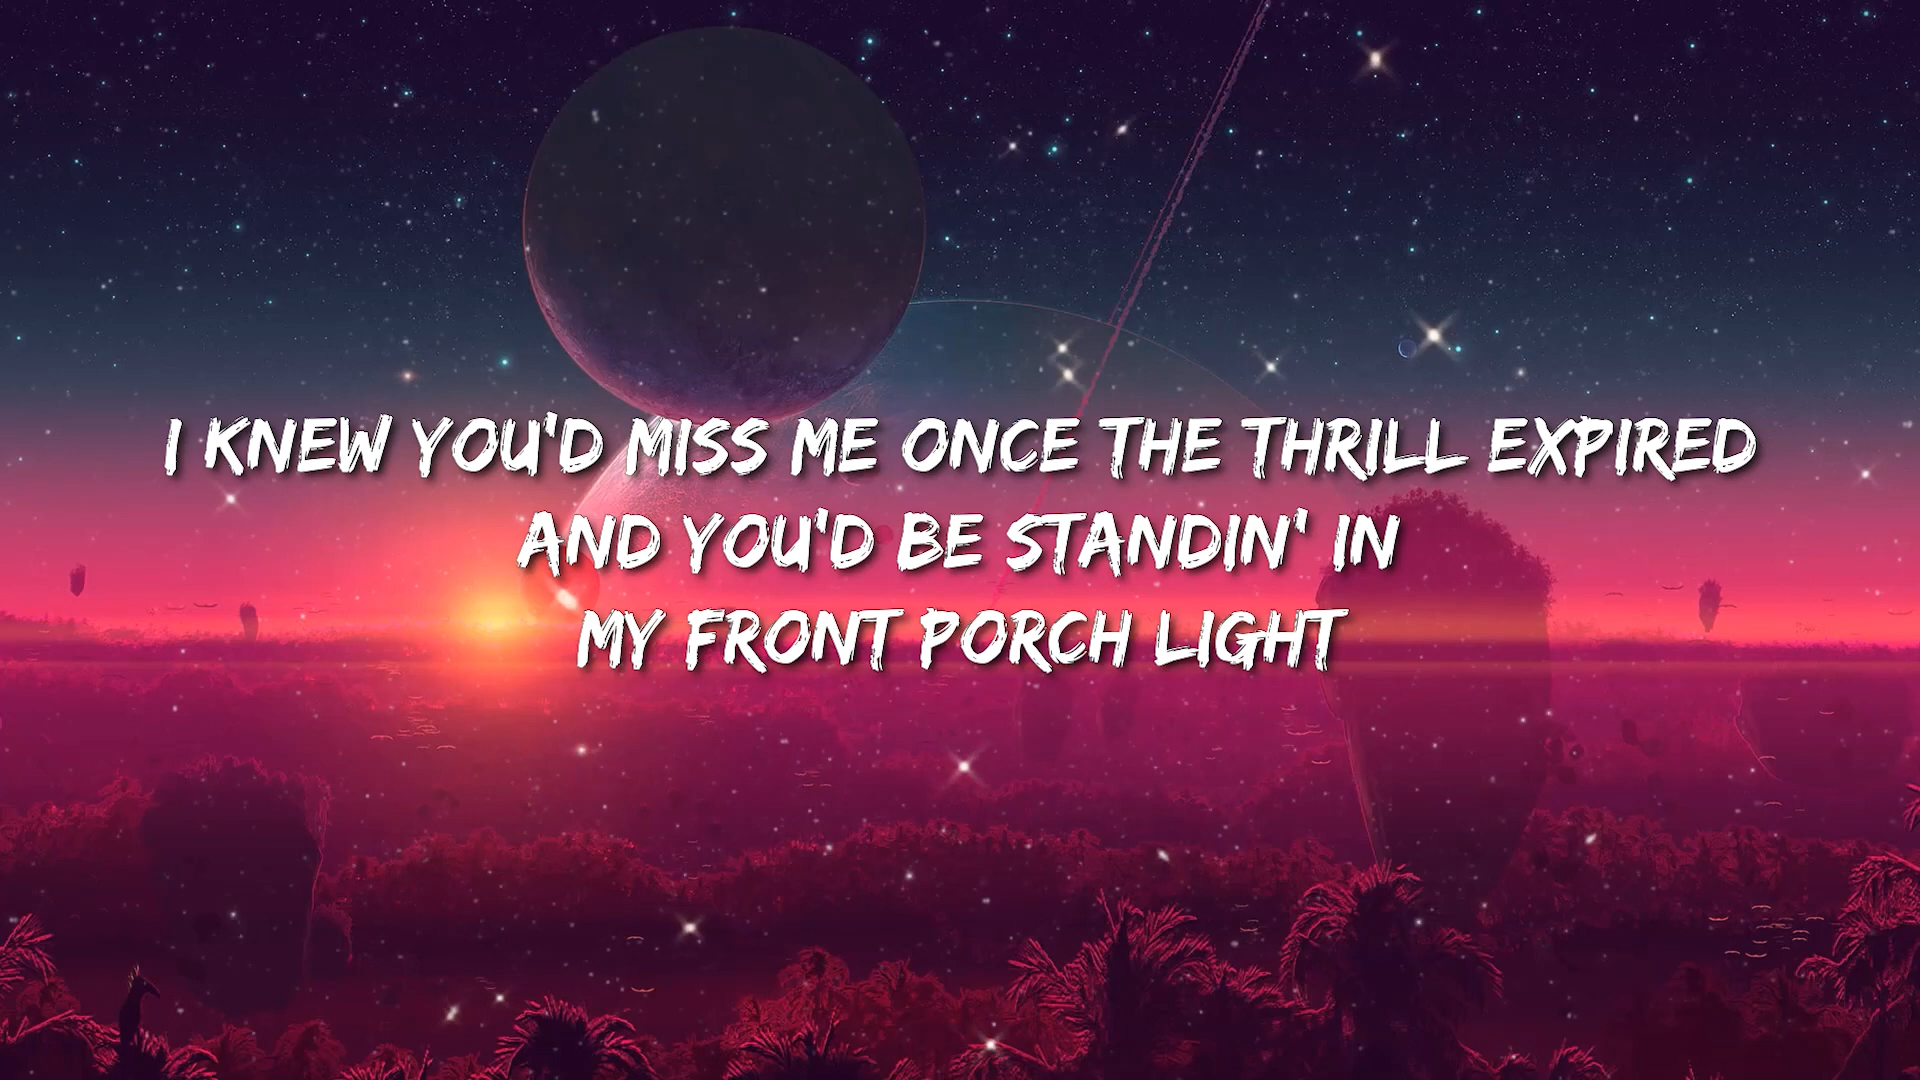 I KNEW YOU'D MISS ME ONCE THE THRILL EXPIRED
AND YOU'D BE STANDIN' IN
MY FRONT PORCH LIGHT